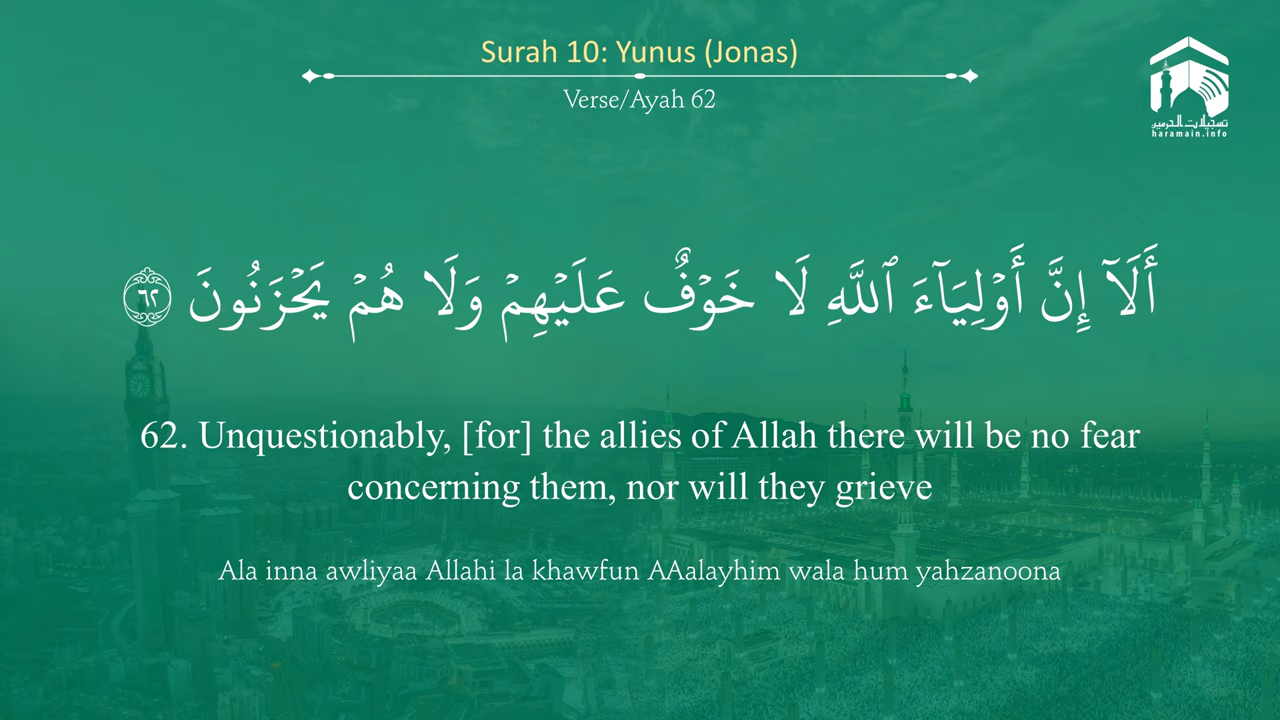 Surah 10: Yunus (Jonas)
Verse/Ayah 62
تسجيلات الحرمين
haramain.info
أَلَآ إِنَّ أَوْلِيَآءَ ٱللَّهِ لَا خَوْفٌ عَلَيْهِمْ وَلَا هُمْ يَحْزَنُونَ ٦٢
62. Unquestionably, [for] the allies of Allah there will be no fear
concerning them, nor will they grieve
Ala inna awliyaa Allahi la khawfun AAalayhim wala hum yahzanoona